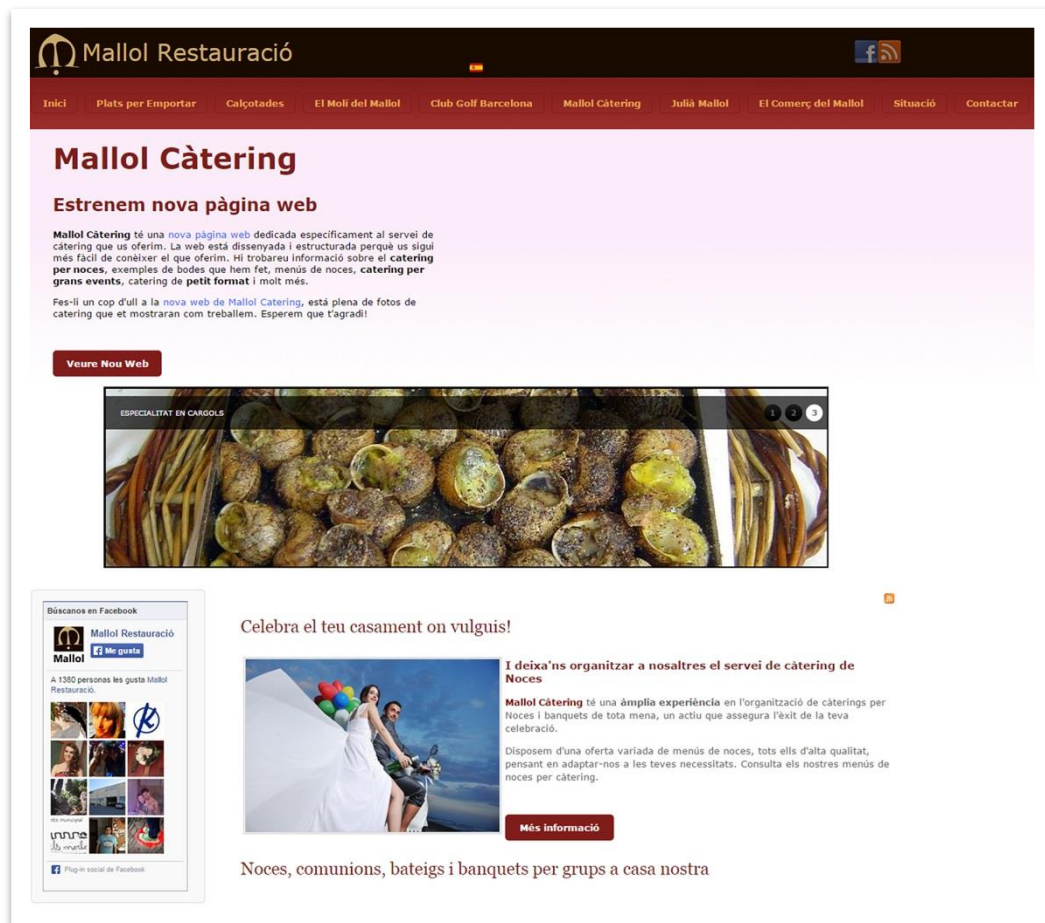 Mallol Restauració
Inici Plats per Emportar Calçotades El Molí del Mallol Club Golf Barcelona Mallol Càtering Julià Mallol El Comerç del Mallol Situació Contactar
Mallol Càtering
Estrenem nova pàgina web
Mallol Càtering té una nova pàgina web dedicada específicament al servei de
càtering que us oferim. La web està dissenyada i estructurada perquè us sigui
més fàcil de conèixer el que oferim. Hi trobareu informació sobre el catering
per noces, exemples de bodes que hem fet, menús de noces, catering per
grans events, catering de petit format i molt més.
Fes-li un cop d'ull a la nova web de Mallol Catering, está plena de fotos de
catering que et mostraran com treballem. Esperem que t'agradi!
Veure Nou Web
ESPECIALITAT EN CARGOLS
1 2 3
Búscanos en Facebook
Mallol Restauració
Me gusta
Mallol
A 1380 personas les gusta Mallol
Restauració.
Plug-in social de Facebook
Celebra el teu casament on vulguis!
I deixa'ns organitzar a nosaltres el servei de càtering de
Noces
Mallol Càtering té una àmplia experiència en l'organització de càterings per
Noces i banquets de tota mena, un actiu que assegura l'èxit de la teva
celebració.
Disposem d'una oferta variada de menús de noces, tots ells d'alta qualitat,
pensant en adaptar-nos a les teves necessitats. Consulta els nostres menús de
noces per càtering.
Més informació
Noces, comunions, bateigs i banquets per grups a casa nostra